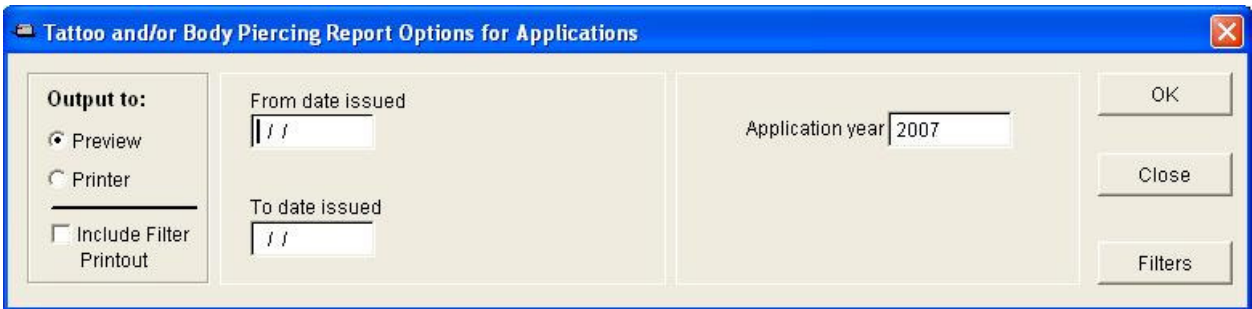 Tattoo and/or Body Piercing Report Options for Applications
Output to:
Preview
Printer
Include Filter
Printout
From date issued
/ /
To date issued
/ /
Application year 2007
OK
Close
Filters